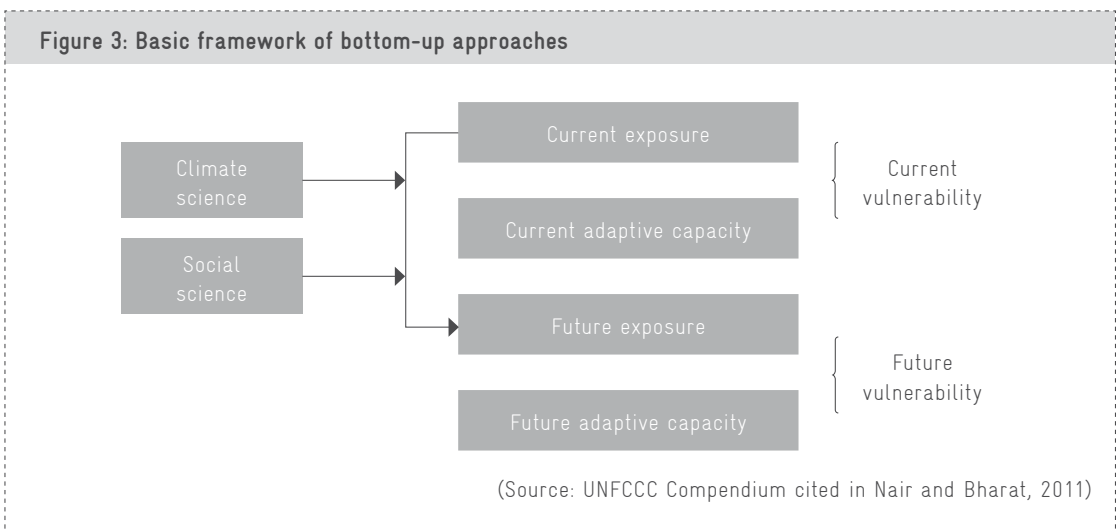 Figure 3: Basic framework of bottom-up approaches
Climate
science
Social
science
Current exposure
Current adaptive capacity
Future exposure
Future adaptive capacity
Current
vulnerability
Future
vulnerability
(Source: UNFCCC Compendium cited in Nair and Bharat, 2011)